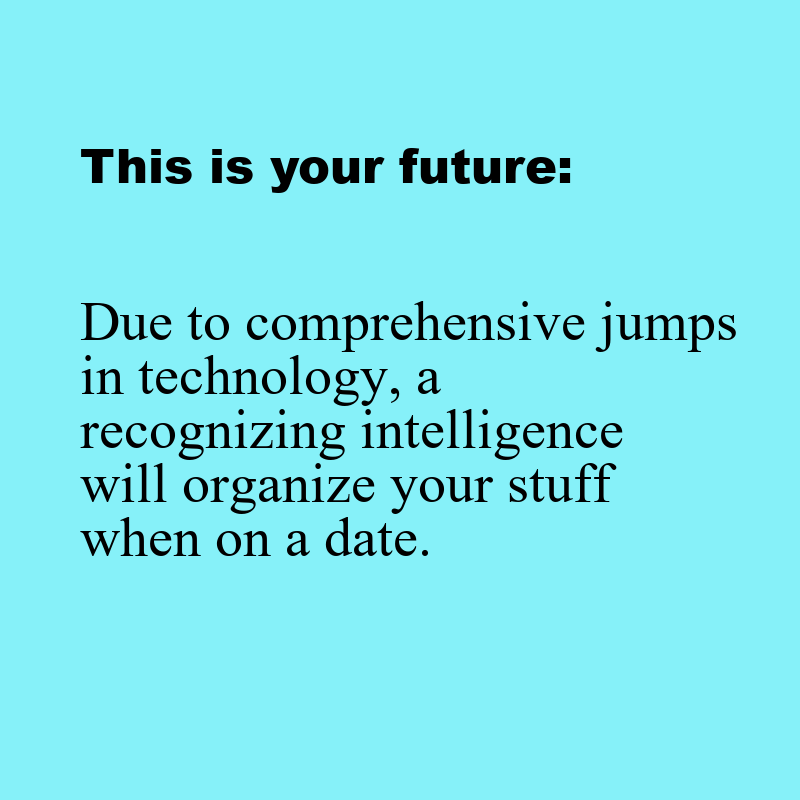 This is your future:
Due to comprehensive jumps
in technology, a
recognizing intelligence
will organize your stuff
when on a date.